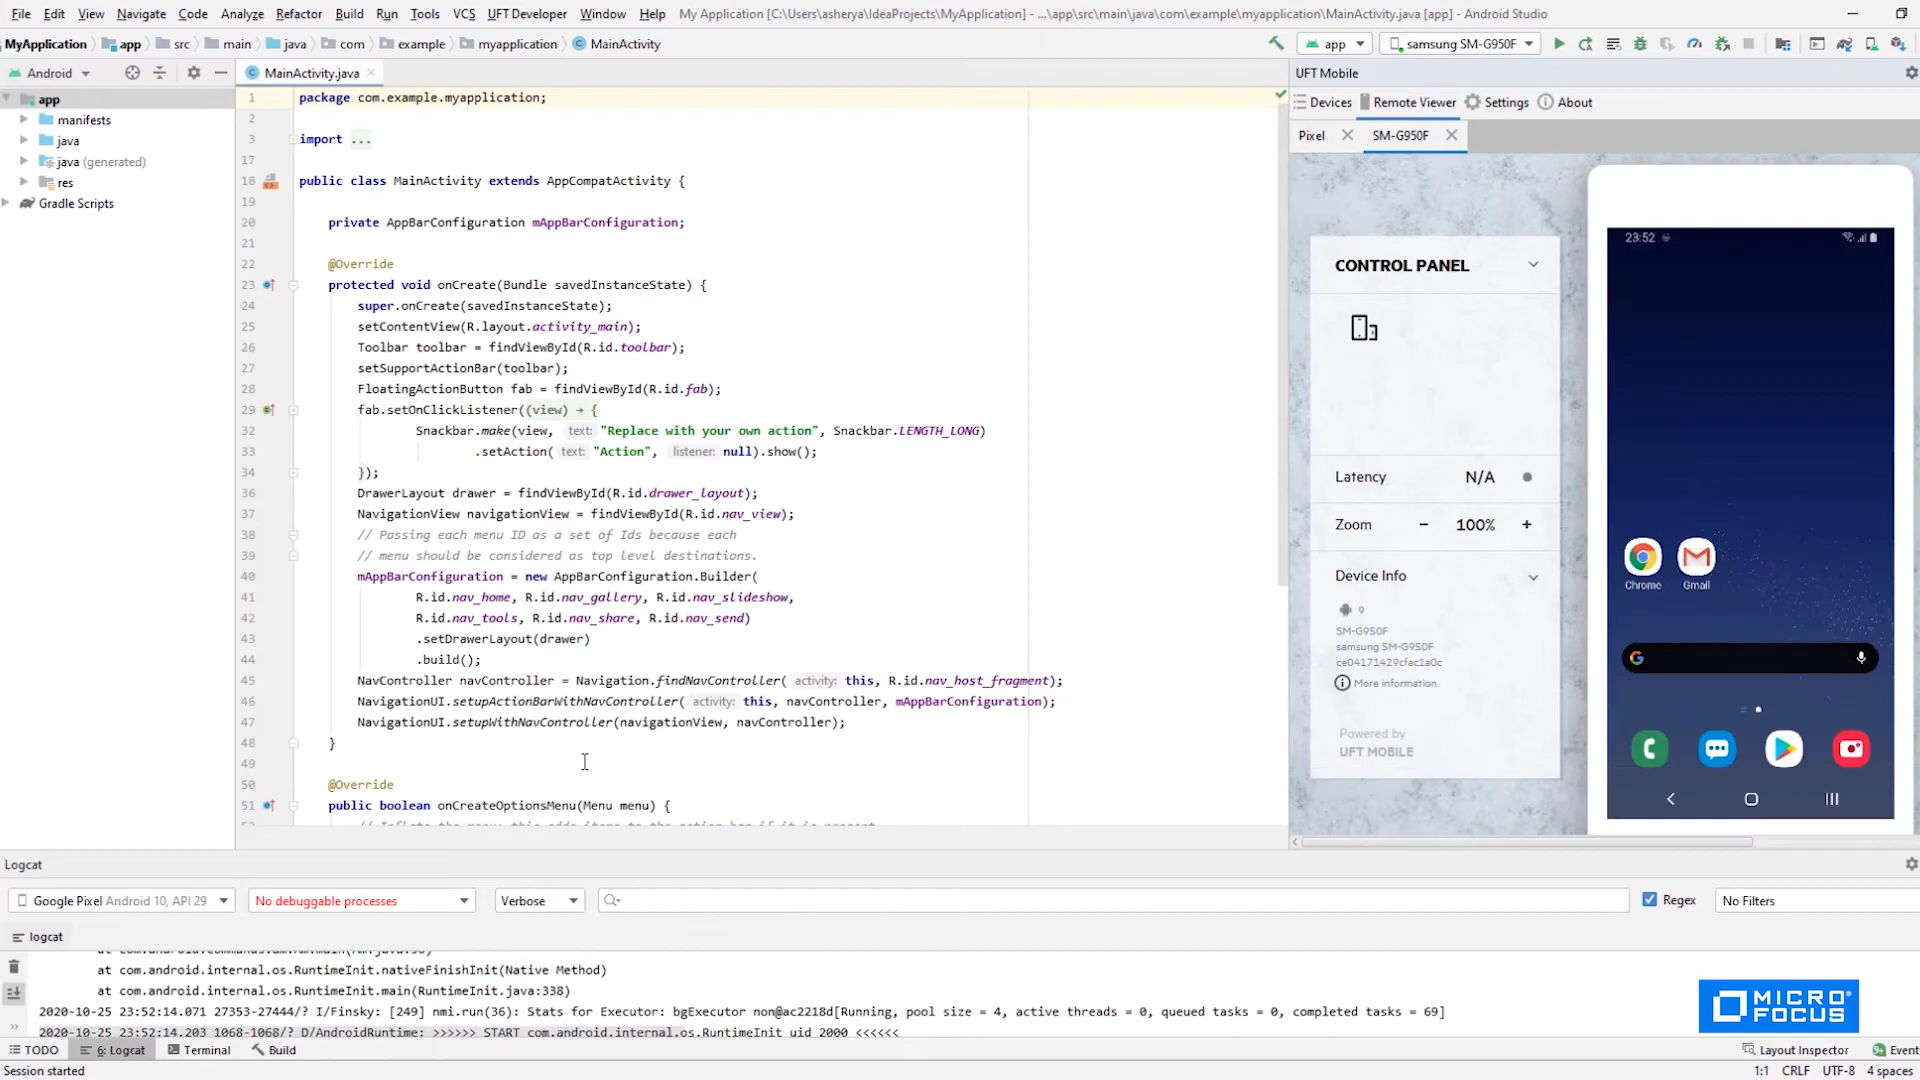 File Edit View Navigate Code Analyze Refactor Build Run Tools VCS UFT Developer Window Help My Application [C:\Users\asherya\IdeaProjects\MyApplication] - ...\app\src\main\java\com\example\myapplication\MainActivity.java [app] - Android Studio
MyApplication app src main java com example myapplication MainActivity app samsung SM-G950F
Android MainActivity.java UFT Mobile
Devices Remote Viewer Settings About
Pixel SM-G950F
app
manifests
java
java (generated)
res
Gradle Scripts
1 package com.example.myapplication;
2
3 import ...
17
18 public class MainActivity extends AppCompatActivity {
19
20 private AppBarConfiguration mAppBarConfiguration;
21
22 @Override
23 protected void onCreate(Bundle savedInstanceState) {
24 super.onCreate(savedInstanceState);
25 setContentView(R.layout.activity_main);
26 Toolbar toolbar = findViewById(R.id.toolbar);
27 setSupportActionBar(toolbar);
28 FloatingActionButton fab = findViewById(R.id.fab);
29 fab.setOnClickListener((view) → {
32 Snackbar.make(view, text: "Replace with your own action", Snackbar.LENGTH_LONG)
33 .setAction( text: "Action", listener: null).show();
34 });
36 DrawerLayout drawer = findViewById(R.id.drawer_layout);
37 NavigationView navigationView = findViewById(R.id.nav_view);
38 // Passing each menu ID as a set of Ids because each
39 // menu should be considered as top level destinations.
40 mAppBarConfiguration = new AppBarConfiguration.Builder(
41 R.id.nav_home, R.id.nav_gallery, R.id.nav_slideshow,
42 R.id.nav_tools, R.id.nav_share, R.id.nav_send)
43 .setDrawerLayout(drawer)
44 .build();
45 NavController navController = Navigation.findNavController( activity: this, R.id.nav_host_fragment);
46 NavigationUI.setupActionBarWithNavController( activity: this, navController, mAppBarConfiguration);
47 NavigationUI.setupWithNavController(navigationView, navController);
48 }
49
50 @Override
51 public boolean onCreateOptionsMenu(Menu menu) {
// Inflate the menu; this adds items to the action bar if it is present.
CONTROL PANEL
Latency N/A
Zoom - 100% +
Device Info
9
SM-G950F
samsung SM-G950F
ce04171429cfac1a0c
More information
Powered by
UFT MOBILE
23:52
Chrome Gmail
Logcat
Google Pixel Android 10, API 29 No debuggable processes Verbose Regex No Filters
logcat
at com.android.internal.os.RuntimeInit.nativeFinishInit(Native Method)
at com.android.internal.os.RuntimeInit.main(RuntimeInit.java:338)
2020-10-25 23:52:14.071 27353-27444/? I/Finsky: [249] nmi.run(36): Stats for Executor: bgExecutor non@ac2218d[Running, pool size = 4, active threads = 0, queued tasks = 0, completed tasks = 69]
2020-10-25 23:52:14.203 1068-1068/? D/AndroidRuntime: >>>>>> START com.android.internal.os.RuntimeInit uid 2000 <<<<<<
MICRO
FOCUS
TODO 6: Logcat Terminal Build Layout Inspector Event
Session started 1:1 CRLF UTF-8 4 spaces